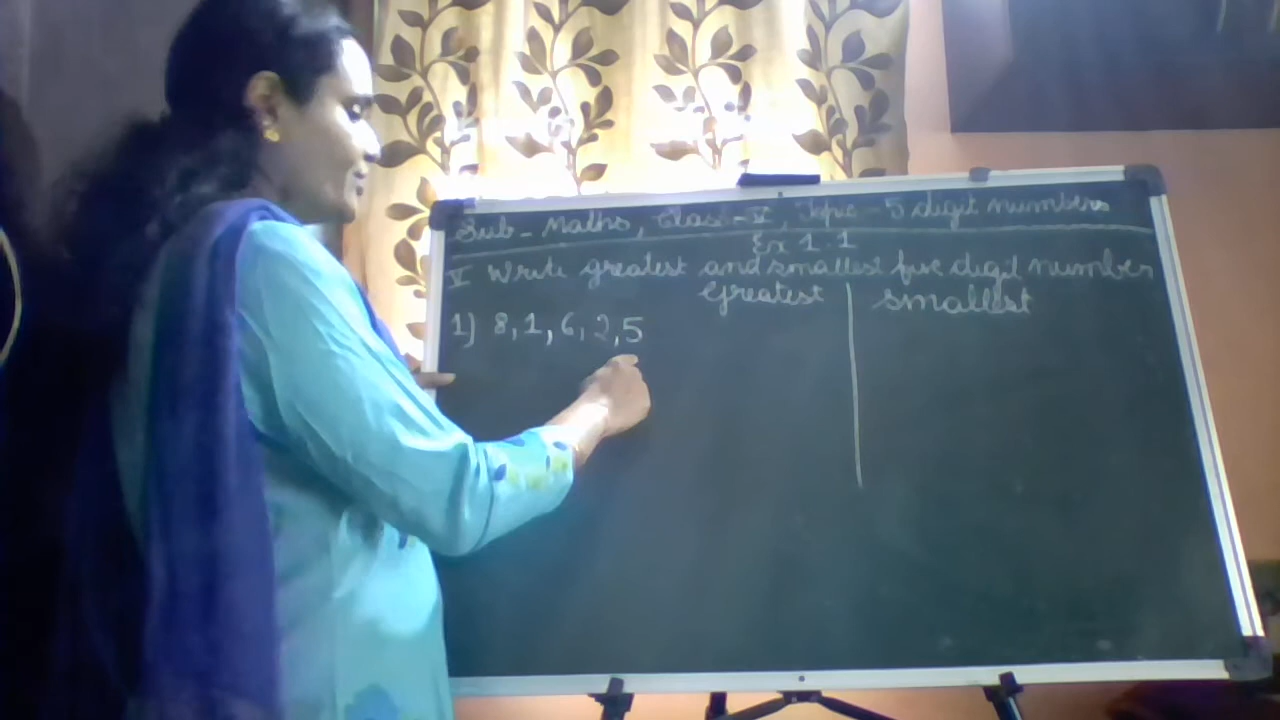 Sub - Maths, Class - V, Topic - 5 digit numbers
Ex 1.1
V Write greatest and smallest five digit number
Greatest smallest
1) 8,1,6,2,5